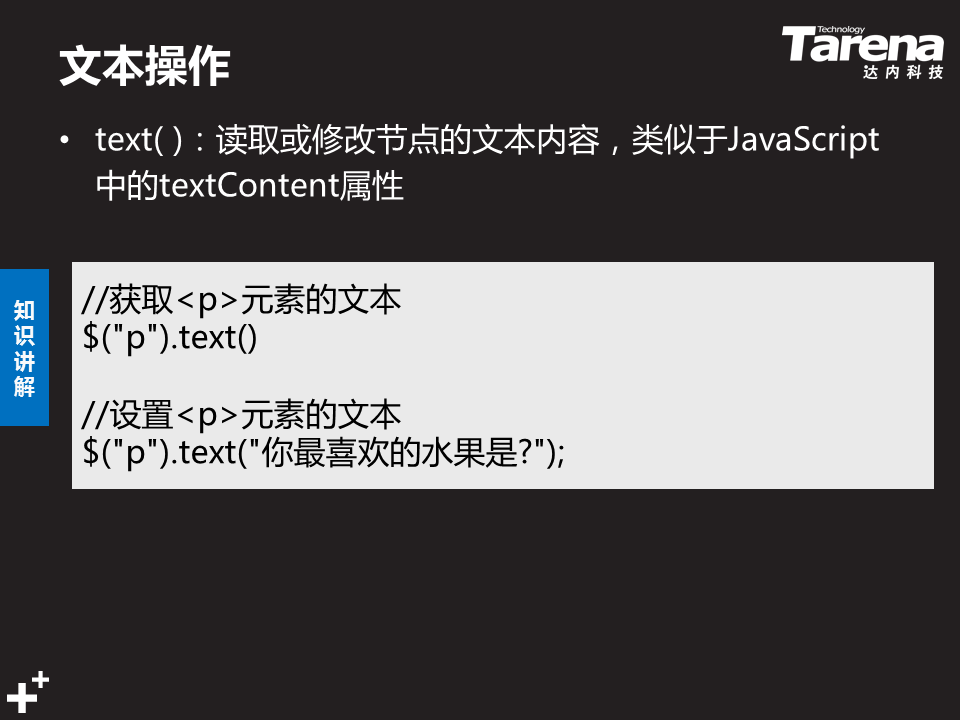 文本操作
Technology
Tarena
达内科技
• text( )：读取或修改节点的文本内容，类似于JavaScript
中的textContent属性
知识讲解
//获取<p>元素的文本
$("p").text()
//设置<p>元素的文本
$("p").text("你最喜欢的水果是?");